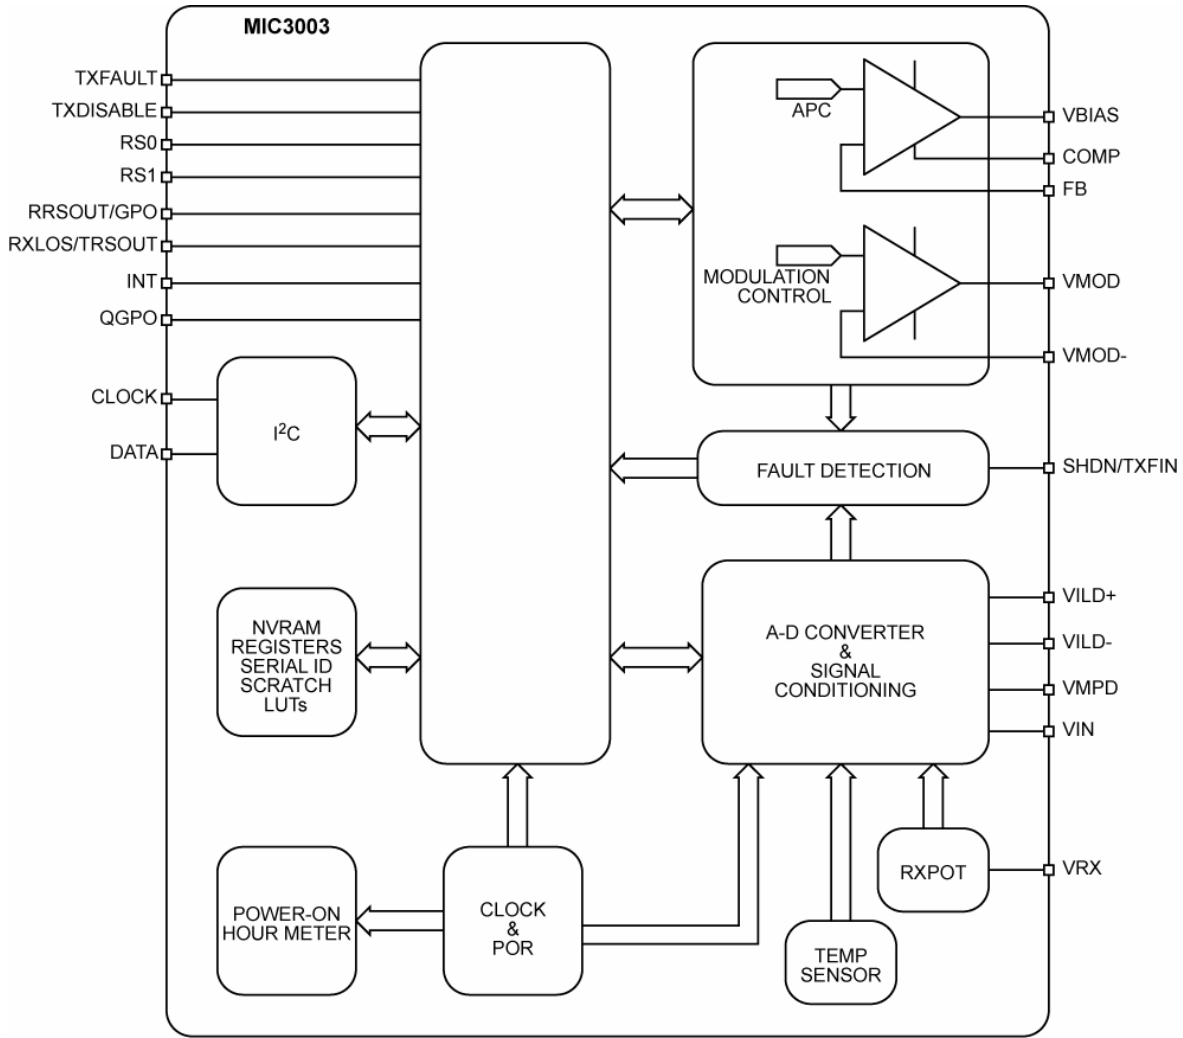 MIC3003
TXFAULT
TXDISABLE
RS0
RS1
RRSOUT/GPO
RXLOS/TRSOUT
INT
QGPO
CLOCK
DATA
I²C
NVRAM
REGISTERS
SERIAL ID
SCRATCH
LUTs
POWER-ON
HOUR METER
CLOCK
&
POR
APC
MODULATION
CONTROL
FAULT DETECTION
A-D CONVERTER
&
SIGNAL
CONDITIONING
RXPOT
TEMP
SENSOR
VBIAS
COMP
FB
VMOD
VMOD-
SHDN/TXFIN
VILD+
VILD-
VMPD
VIN
VRX